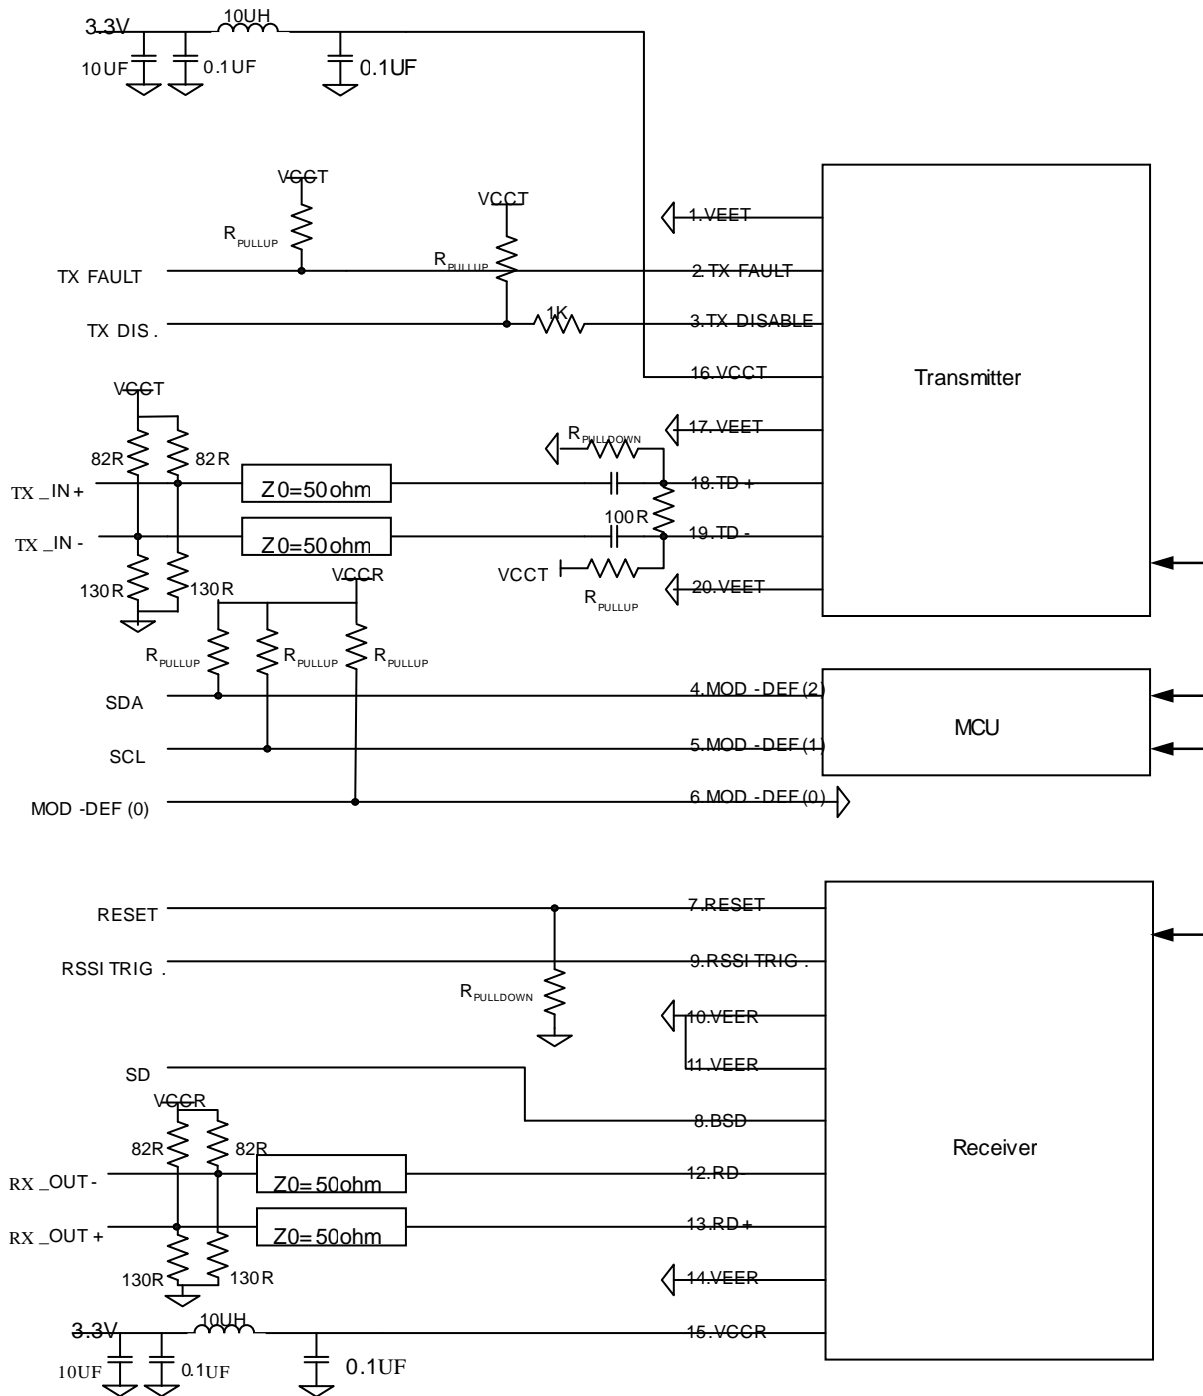 10UH
3.3V
10UF
0.1UF
0.1UF
VCCT
VCCT
1.VEET
RPULLUP
RPULLUP
TX FAULT
2.TX FAULT
1K
TX DIS.
3.TX DISABLE
16.VCCT
Transmitter
VCCT
17.VEET
RPULLDOWN
82R
82R
TX_IN+
Z0=50ohm
18.TD+
100R
TX_IN-
Z0=50ohm
19.TD-
130R
130R
VCCR
VCCT
RPULLUP
20.VEET
RPULLUP
RPULLUP
RPULLUP
SDA
4.MOD-DEF(2)
MCU
SCL
5.MOD-DEF(1)
MOD-DEF(0)
6.MOD-DEF(0)
RESET
7.RESET
RSSI TRIG.
9.RSSI TRIG.
RPULLDOWN
10.VEER
11.VEER
SD
VCCR
8.BSD
82R
82R
Receiver
RX_OUT-
Z0=50ohm
12.RD-
RX_OUT+
Z0=50ohm
13.RD+
130R
130R
14.VEER
10UH
3.3V
15.VCCR
10UF
0.1UF
0.1UF